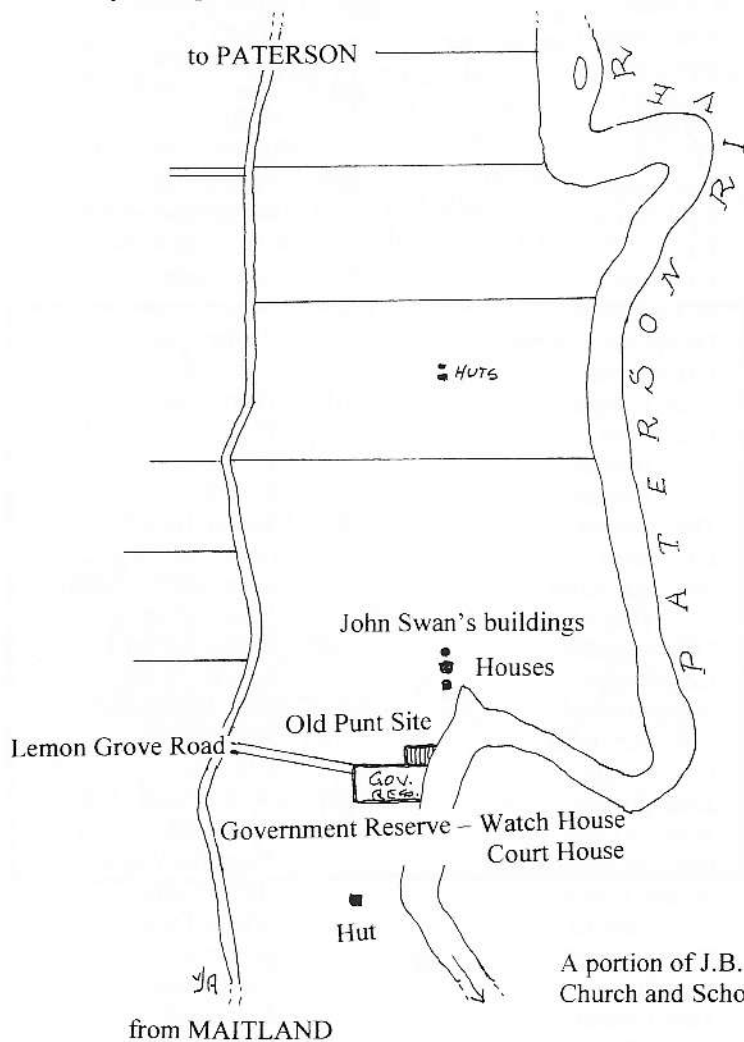 to PATERSON
PATERSON RIVER
HUTS
John Swan's buildings
Houses
Old Punt Site
Lemon Grove Road
GOV.
RES.
Government Reserve – Watch House
Court House
Hut
A portion of J.B.
Church and Scho
from MAITLAND